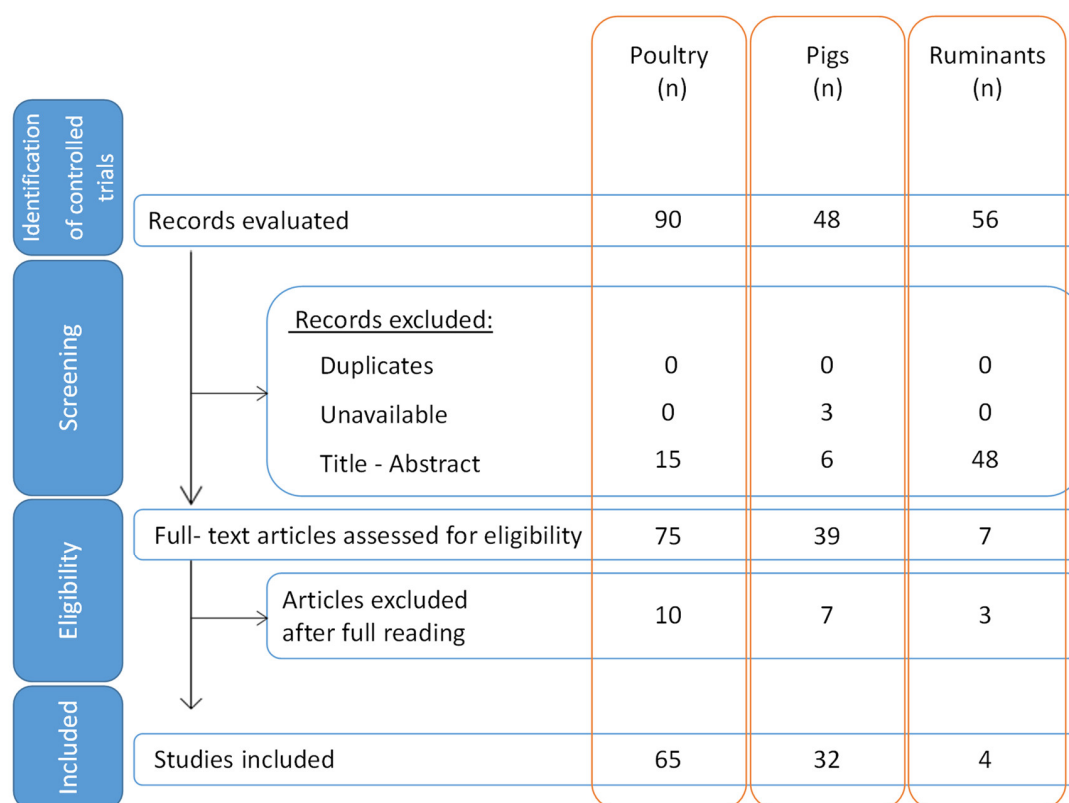 Poultry
(n)
Pigs
(n)
Ruminants
(n)
Identification
of controlled
trials
Records evaluated 90 48 56
Screening
Records excluded:
Duplicates 0 0 0
Unavailable 0 3 0
Title - Abstract 15 6 48
Eligibility
Full- text articles assessed for eligibility 75 39 7
Articles excluded
after full reading 10 7 3
Included
Studies included 65 32 4